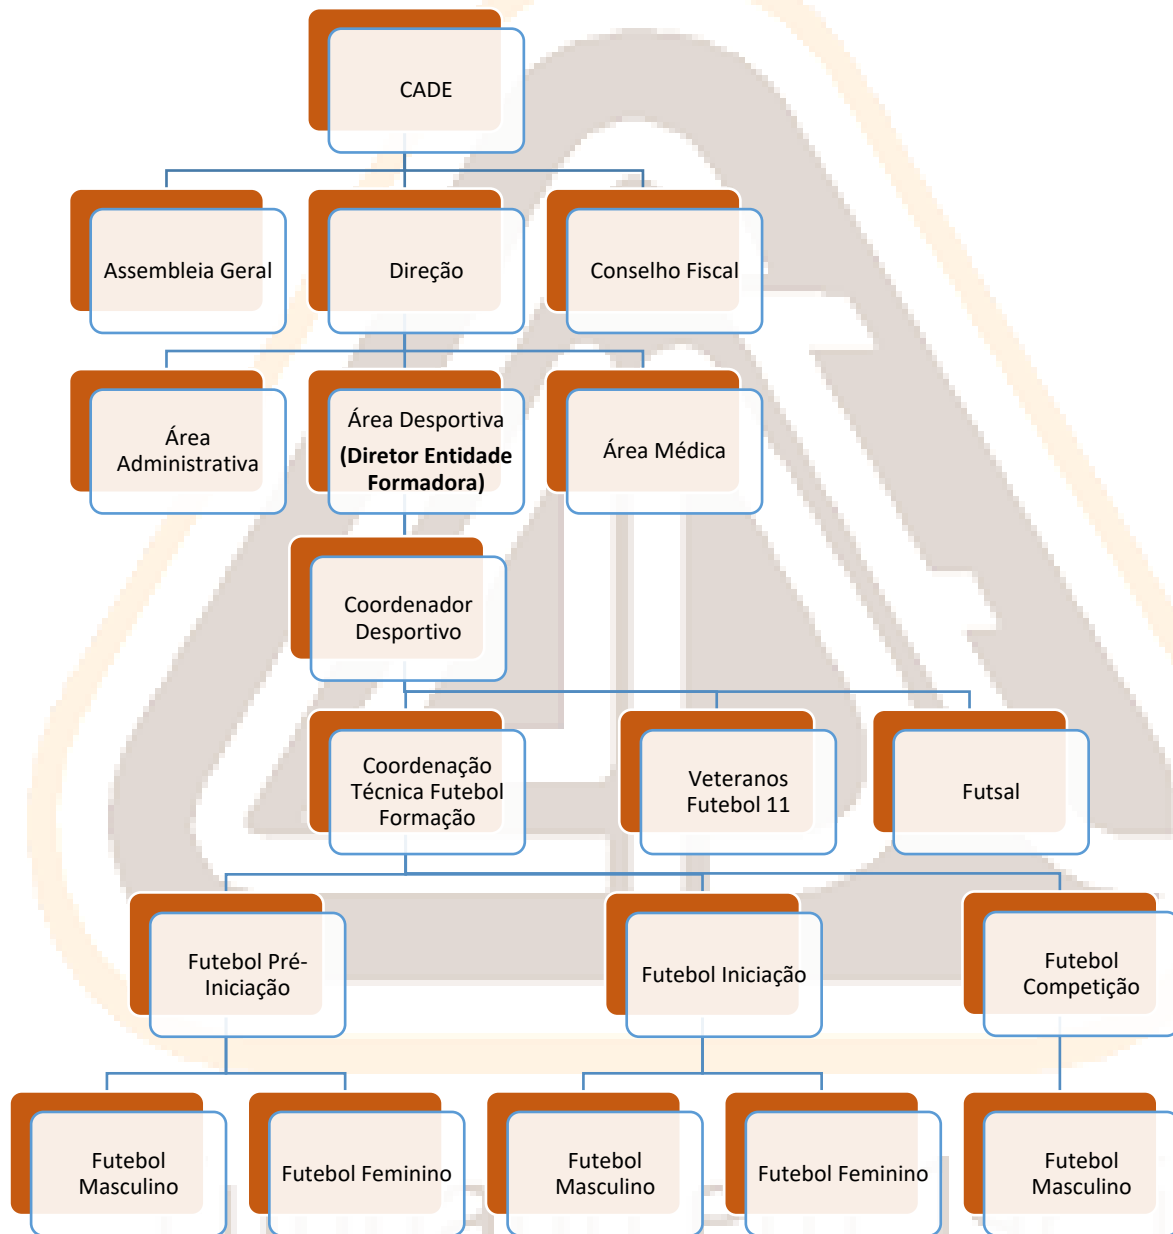 CADE
Assembleia Geral
Direção
Conselho Fiscal
Área
Administrativa
Área Desportiva
(Diretor Entidade
Formadora)
Área Médica
Coordenador
Desportivo
Coordenação
Técnica Futebol
Formação
Veteranos
Futebol 11
Futsal
Futebol Pré-
Iniciação
Futebol Iniciação
Futebol
Competição
Futebol
Masculino
Futebol Feminino
Futebol
Masculino
Futebol Feminino
Futebol
Masculino